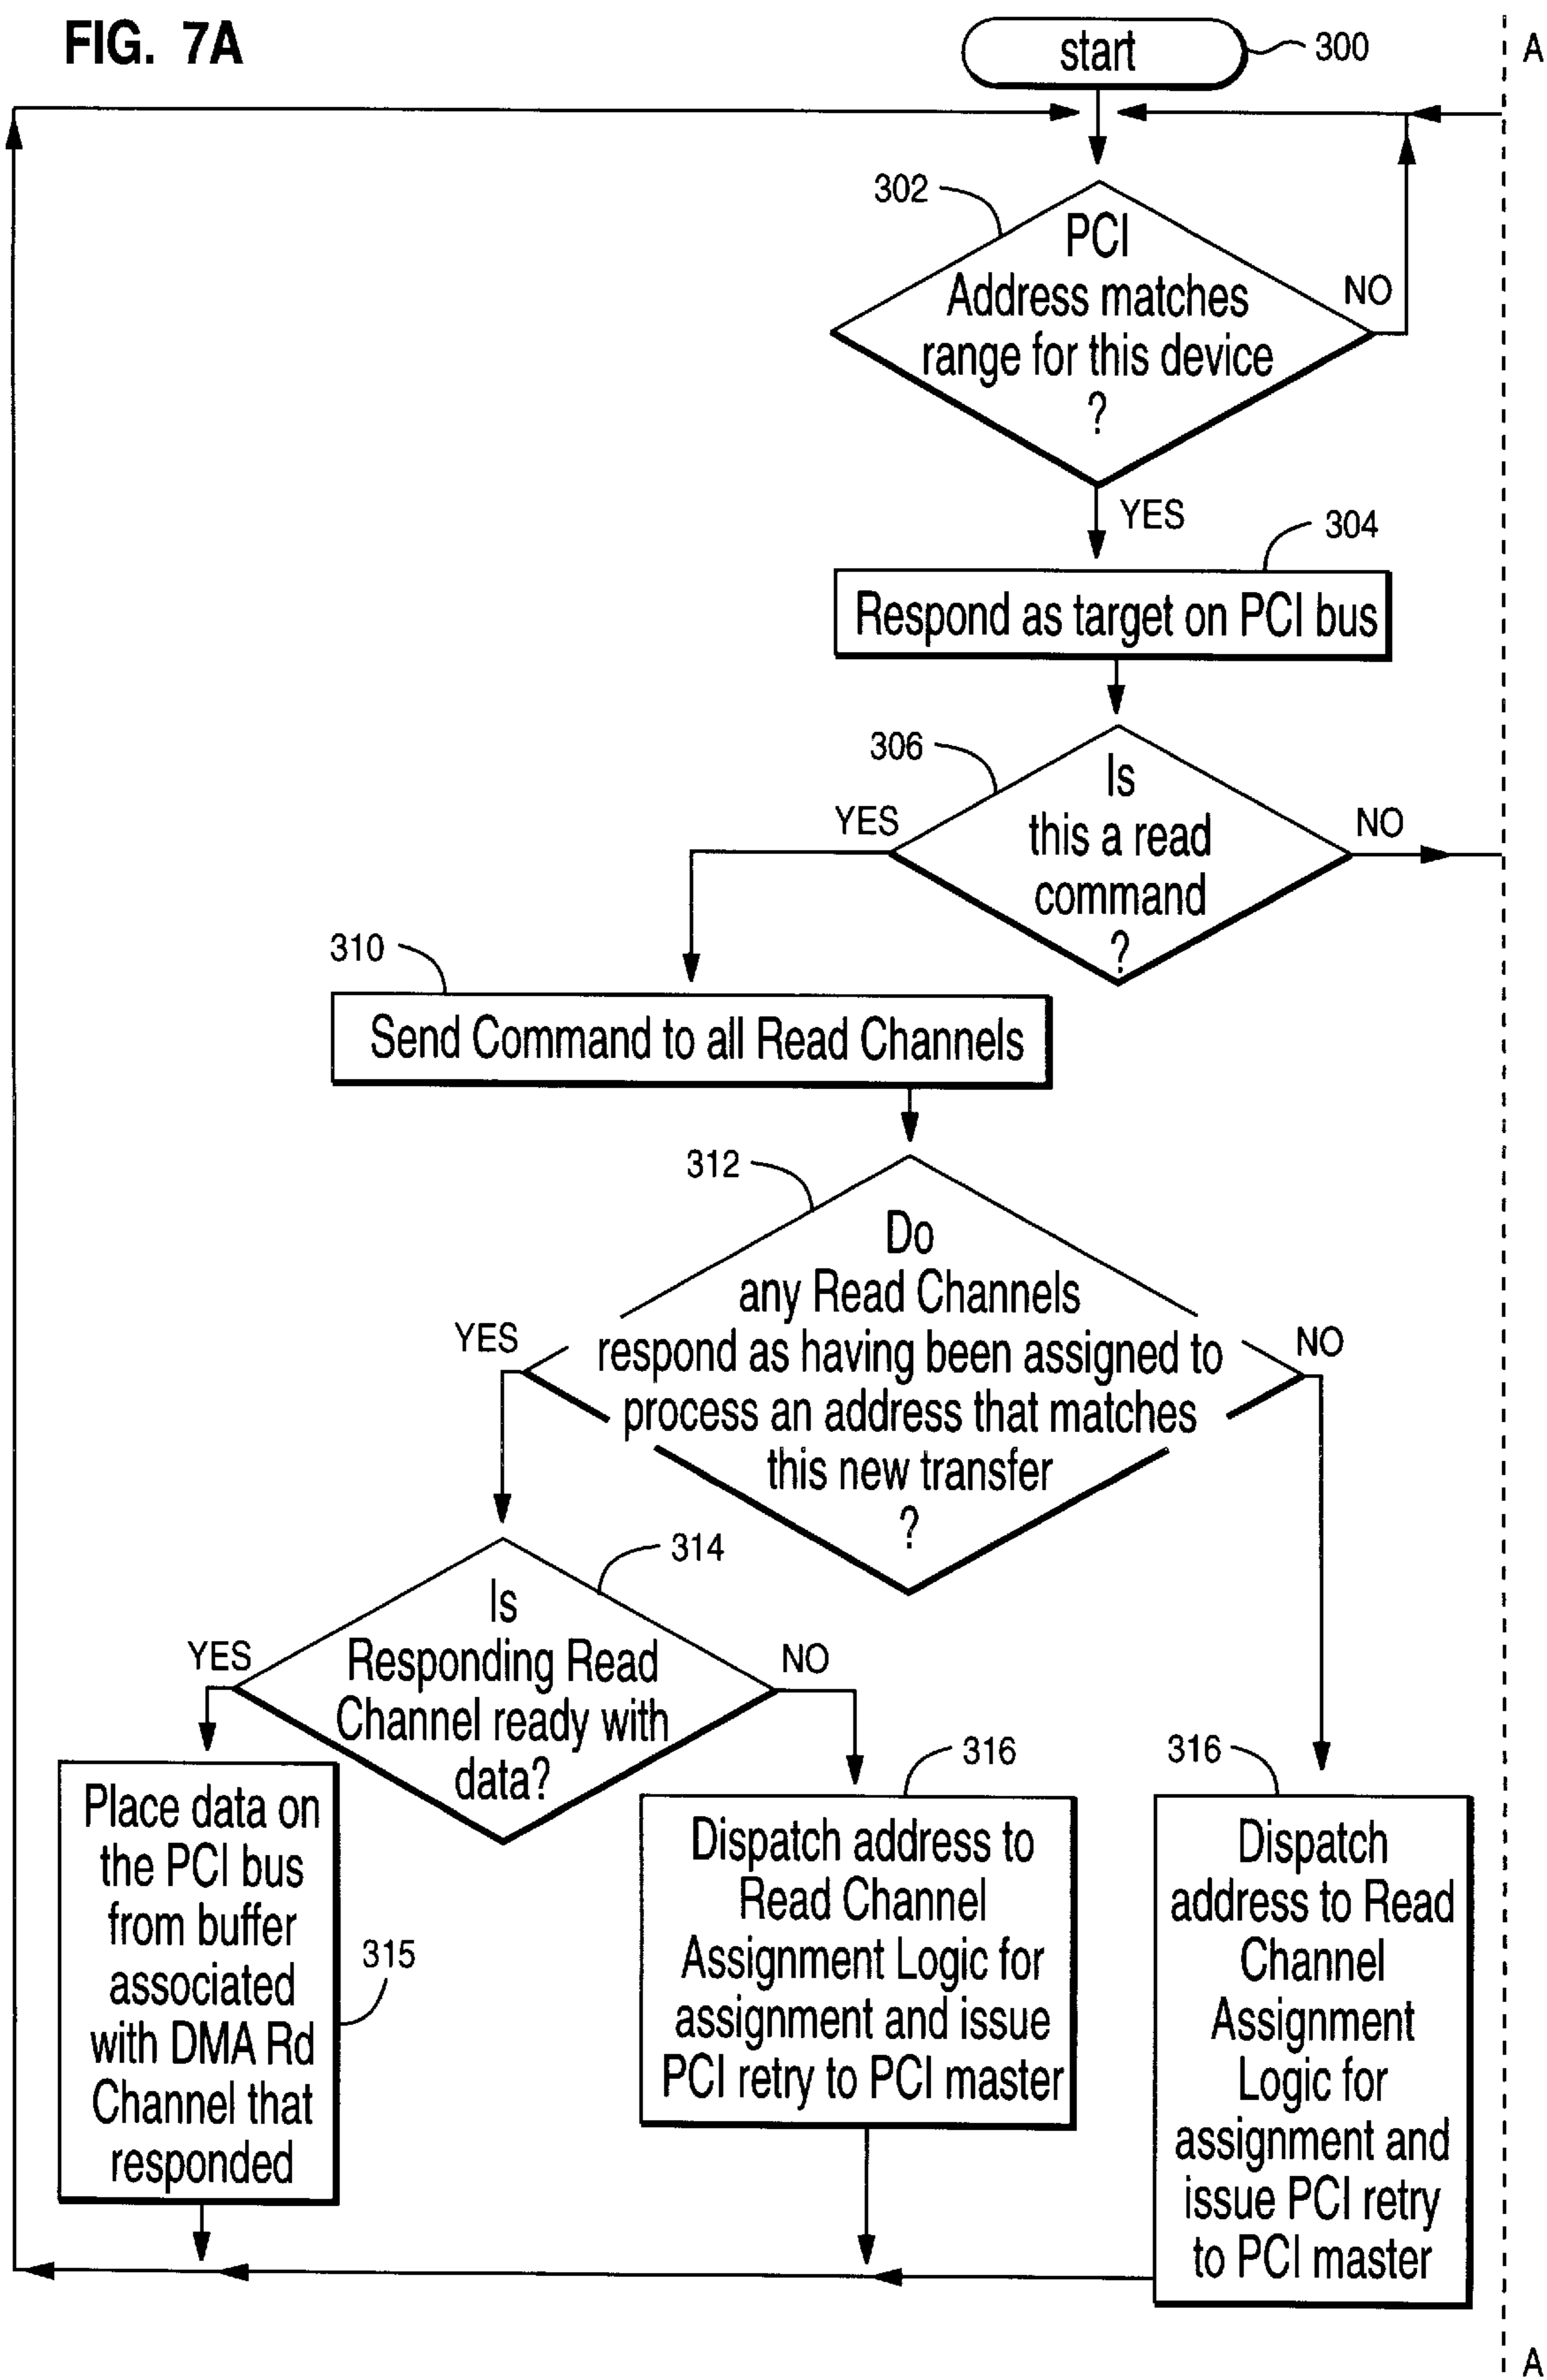 FIG. 7A
start
300
A
302
PCI
Address matches
range for this device
?
NO
YES
304
Respond as target on PCI bus
306
Is
this a read
command
?
YES
NO
310
Send Command to all Read Channels
312
Do
any Read Channels
respond as having been assigned to
process an address that matches
this new transfer
?
YES
NO
314
Is
Responding Read
Channel ready with
data?
YES
NO
Place data on
the PCI bus
from buffer
associated
with DMA Rd
Channel that
responded
315
316
Dispatch address to
Read Channel
Assignment Logic for
assignment and issue
PCI retry to PCI master
316
Dispatch
address to Read
Channel
Assignment
Logic for
assignment and
issue PCI retry
to PCI master
A